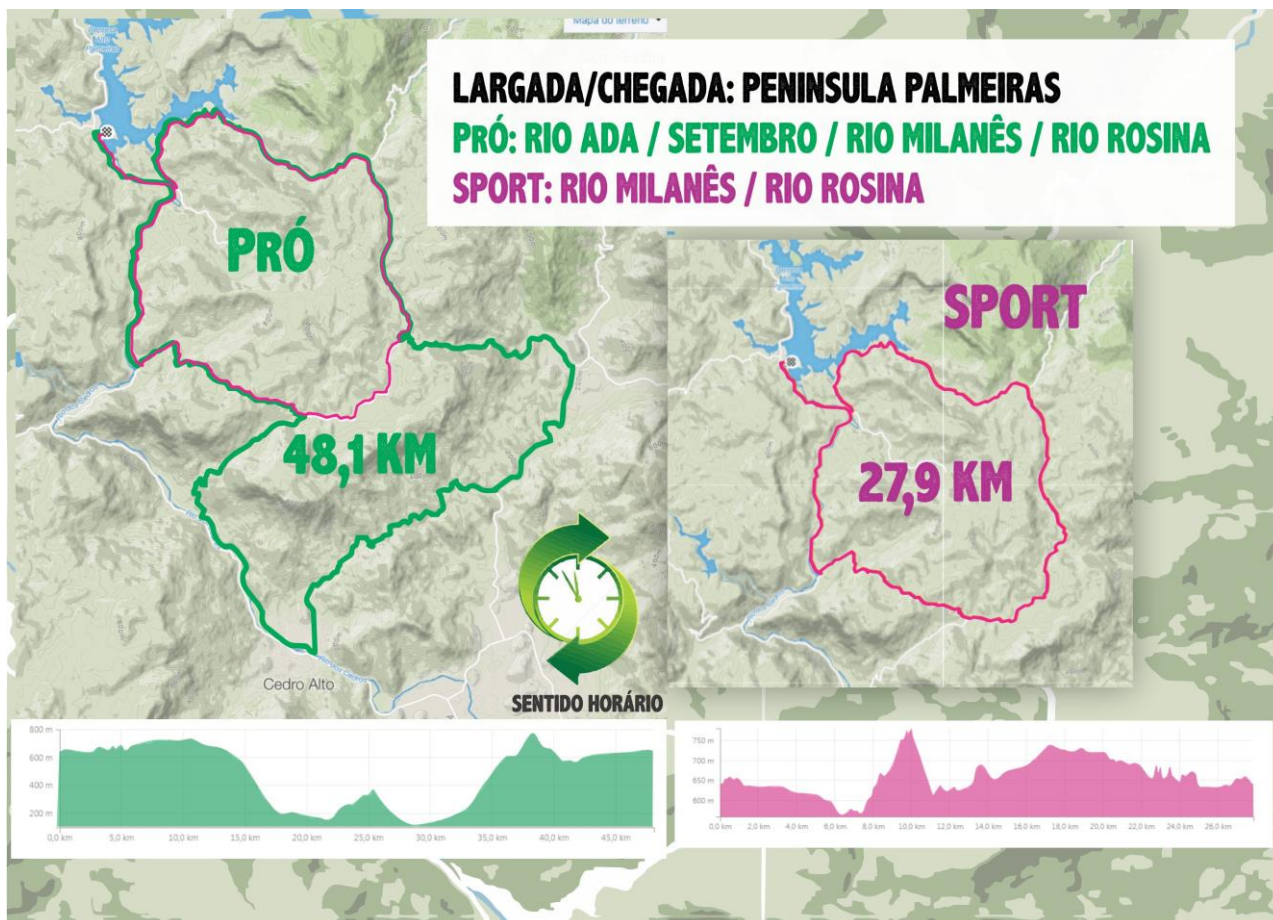 Mapa do terreno
LARGADA/CHEGADA: PENINSULA PALMEIRAS
PRÓ: RIO ADA / SETEMBRO / RIO MILANÊS / RIO ROSINA
SPORT: RIO MILANÊS / RIO ROSINA
PRÓ
48,1 KM
SPORT
27,9 KM
Cedro Alto
SENTIDO HORÁRIO
800 m
600 m
400 m
200 m
0,0 km 5,0 km 10,0 km 15,0 km 20,0 km 25,0 km 30,0 km 35,0 km 40,0 km 45,0 km
750 m
700 m
650 m
600 m
0,0 km 2,0 km 4,0 km 6,0 km 8,0 km 10,0 km 12,0 km 14,0 km 16,0 km 18,0 km 20,0 km 22,0 km 24,0 km 26,0 km